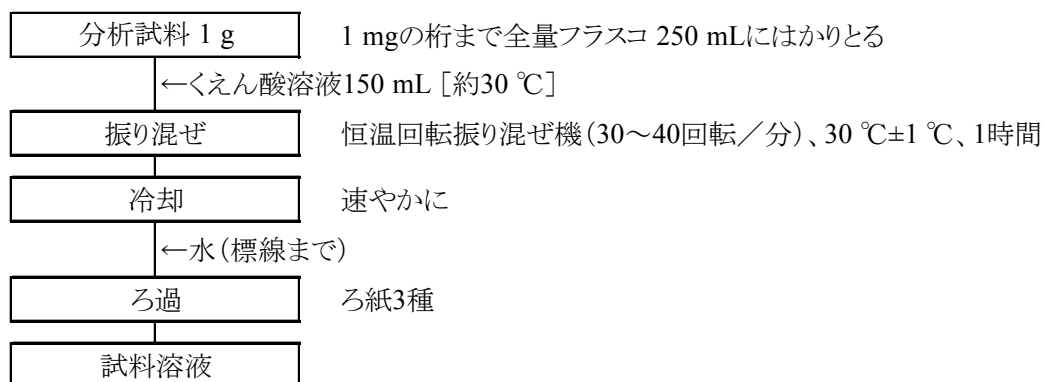 分析試料 1 g 1 mgの桁まで全量フラスコ 250 mLにはかりとる
←くえん酸溶液150 mL [約30 ℃]
振り混ぜ 恒温回転振り混ぜ機(30~40回転/分)、30 ℃±1 ℃、1時間
冷却 速やかに
←水(標線まで)
ろ過 ろ紙3種
試料溶液